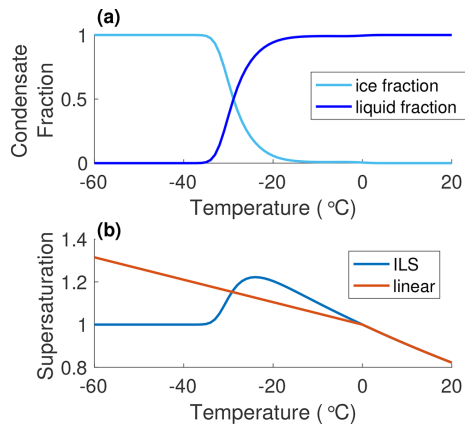 (a)
Condensate
Fraction
1
0.5
0
ice fraction
liquid fraction
-60 -40 -20 0 20
Temperature ( °C)
(b)
Supersaturation
1.4
1.2
1
0.8
ILS
linear
-60 -40 -20 0 20
Temperature ( °C)